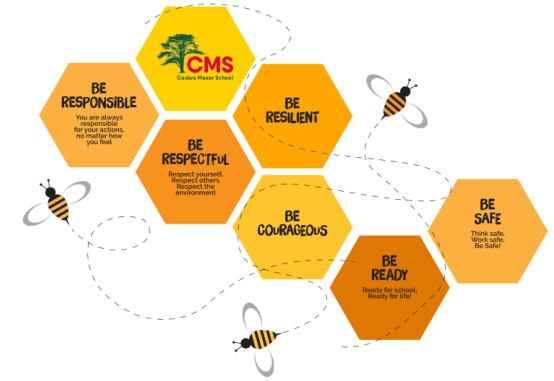 CMS
Cedars Manor School
BE
RESPONSIBLE
You are always
responsible
for your actions,
no matter how
you feel
BE
RESILIENT
BE
RESPECTFUL
Respect yourself.
Respect others
Respect the
environment
BE
COURAGEOUS
BE
SAFE
Think safe.
Work safe,
Be Safe!
BE
READY
Ready for school.
Ready for life!